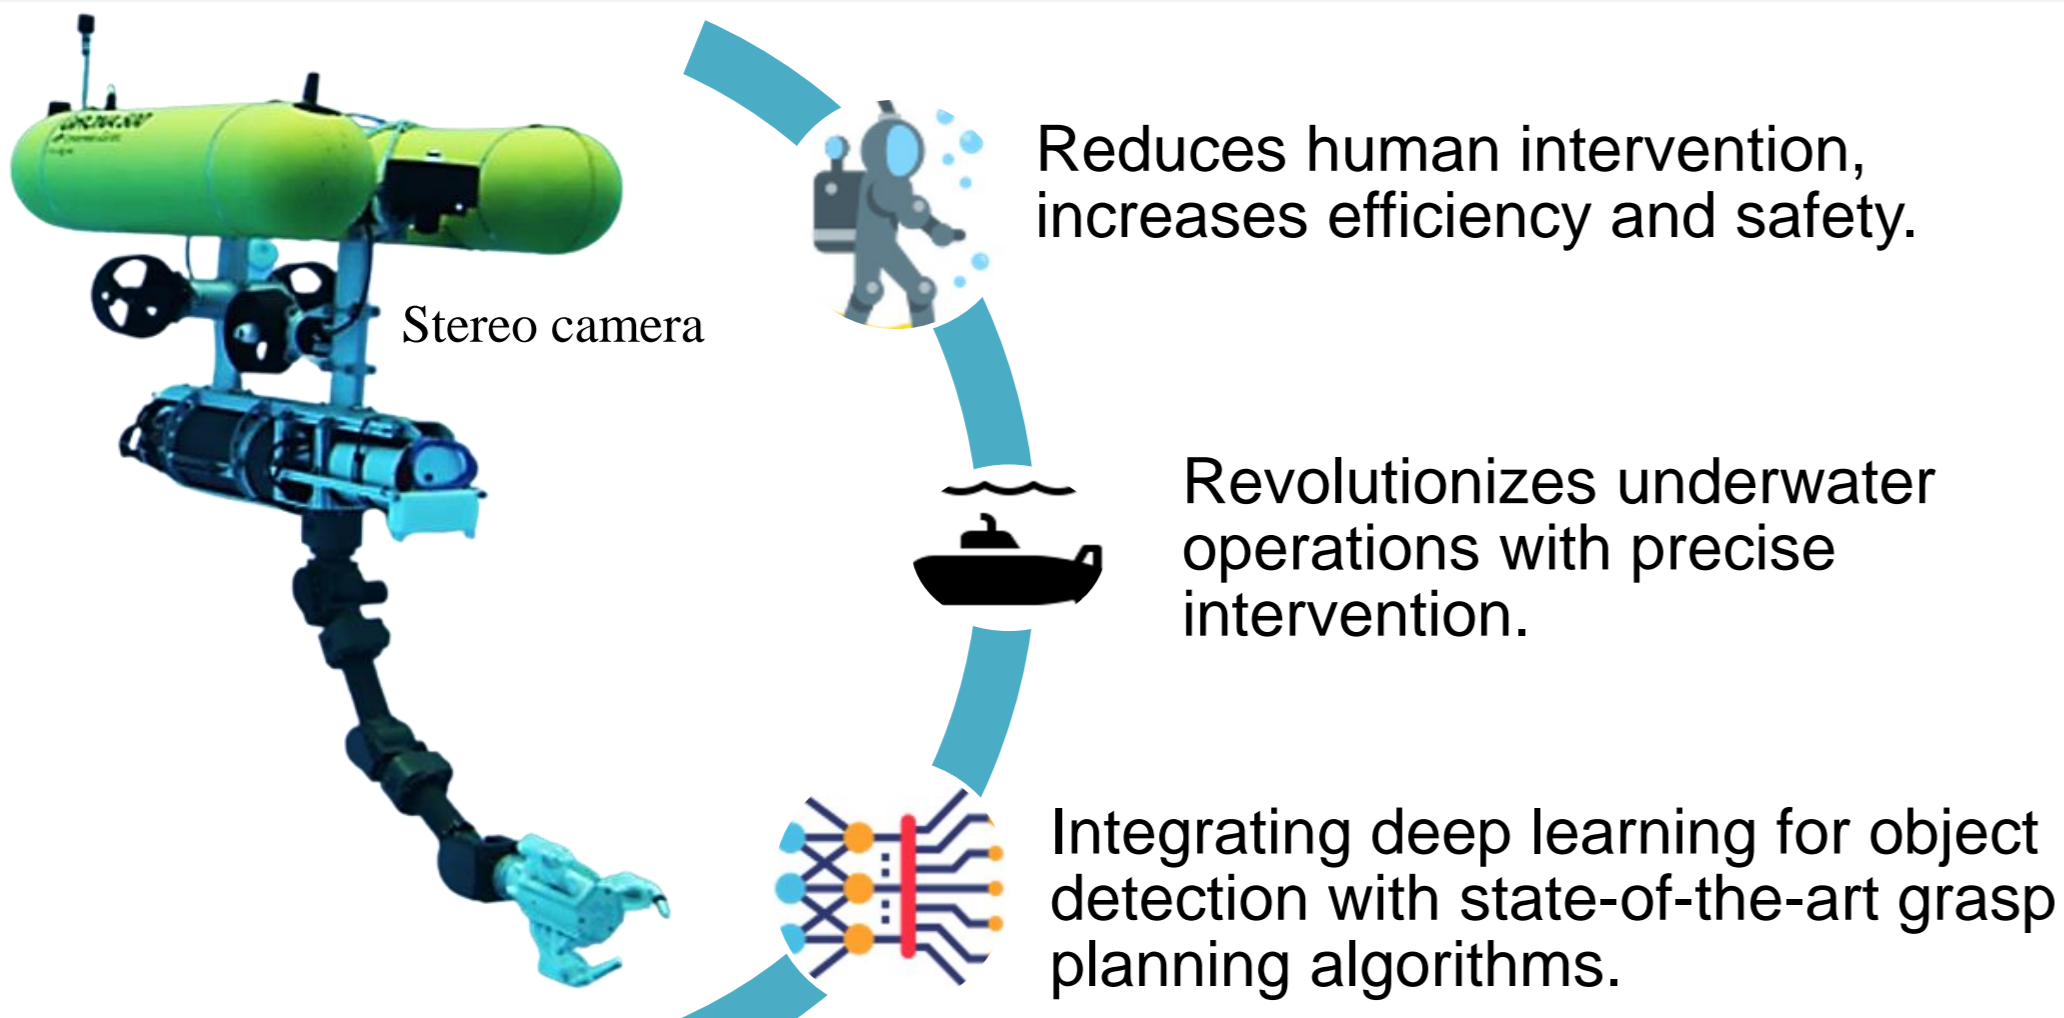 Stereo camera
Reduces human intervention,
increases efficiency and safety.
Revolutionizes underwater
operations with precise
intervention.
Integrating deep learning for object
detection with state-of-the-art grasp
planning algorithms.